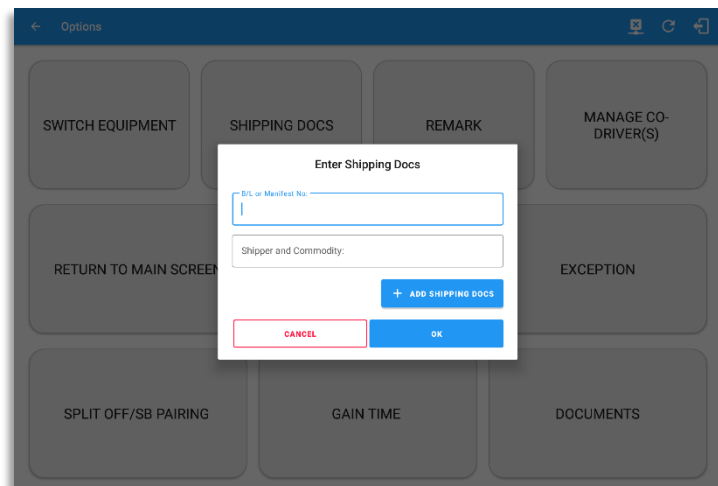 Options
SWITCH EQUIPMENT
SHIPPING DOCS
REMARK
MANAGE CO-
DRIVER(S)
Enter Shipping Docs
B/L or Manifest No:
Shipper and Commodity:
+ ADD SHIPPING DOCS
CANCEL
OK
RETURN TO MAIN SCREEN
EXCEPTION
SPLIT OFF/SB PAIRING
GAIN TIME
DOCUMENTS